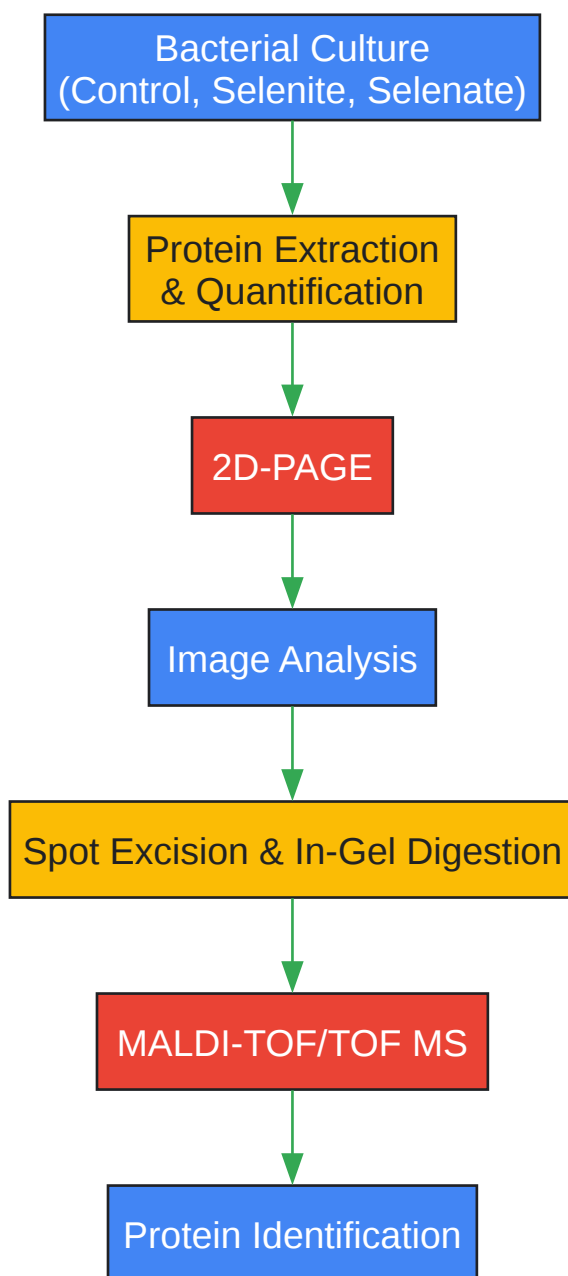 Bacterial Culture
(Control, Selenite, Selenate)
Protein Extraction
& Quantification
2D-PAGE
Image Analysis
Spot Excision & In-Gel Digestion
MALDI-TOF/TOF MS
Protein Identification